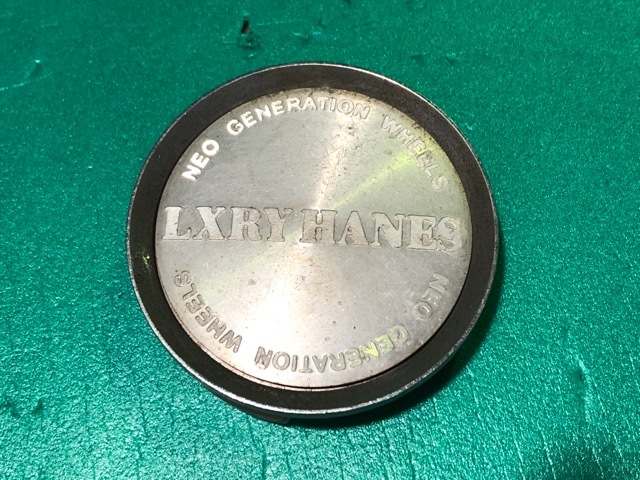 NEO GENERATION WHEELS
LXRY HANES
NEO GENERATION WHEELS